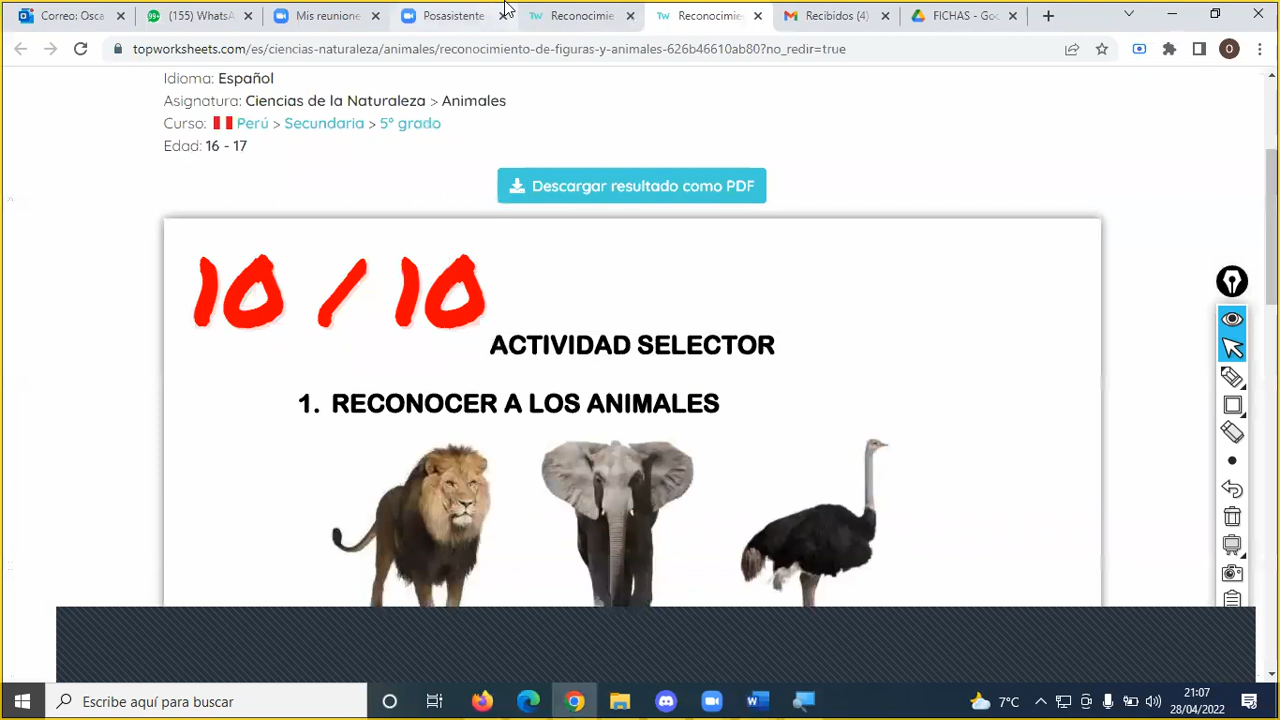 Correo: Osca
(155) WhatsA
Mis reunione
Posasistente
Reconocimie
Reconocimie
Recibidos (4)
FICHAS - Goo
topworksheets.com/es/ciencias-naturaleza/animales/reconocimiento-de-figuras-y-animales-626b46610ab80?no_redir=true
O
Idioma: Español
Asignatura: Ciencias de la Naturaleza > Animales
Curso: Perú > Secundaria > 5º grado
Edad: 16 - 17
Descargar resultado como PDF
10 / 10
ACTIVIDAD SELECTOR
1. RECONOCER A LOS ANIMALES
Escribe aquí para buscar
7°C
21:07
28/04/2022